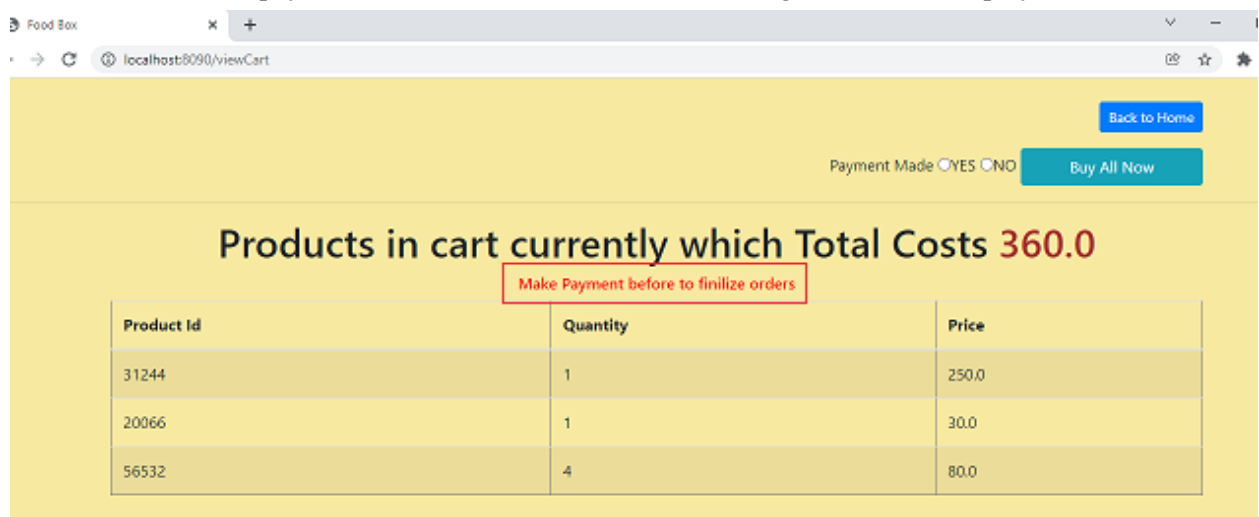 Food Box
localhost:8090/viewCart
Back to Home
Payment Made YES NO Buy All Now
Products in cart currently which Total Costs 360.0
Make Payment before to finilize orders
Product Id Quantity Price
31244 1 250.0
20066 1 30.0
56532 4 80.0